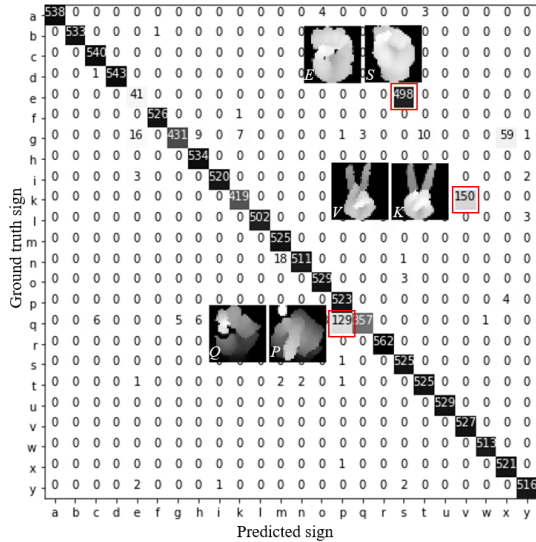 a 538 0 0 0 0 0 0 0 0 0 0 0 0 4 0 0 0 0 3 0 0 0 0 0
b 0 533 0 0 0 1 0 0 0 0 0 0 0 0 0 0 0 0 0
c 0 0 540 0 0 0 0 0 0 0 0 0 0 0 0 0 0 0 0
d 0 0 1 543 0 0 0 0 0 0 0 0 0 0 0 0 0 0 0
E S
e 0 0 0 0 41 0 0 0 0 0 0 0 0 0 0 0 0 498 0 0 0 0 0 0
f 0 0 0 0 0 526 0 0 0 1 0 0 0 0 0 0 0 0 0 0 0 0 0 0
g 0 0 0 0 16 0 431 9 0 7 0 0 0 0 1 3 0 0 10 0 0 0 59 1
h 0 0 0 0 0 0 0 534 0 0 0 0 0 0 0 0 0 0 0 0 0 0 0 0
i 0 0 0 0 3 0 0 0 520 0 0 0 0 0 0 0 0 0 2
k 0 0 0 0 0 0 0 0 0 419 0 0 0 0 0 150 0 0 0
l 0 0 0 0 0 0 0 0 0 0 502 0 0 0 0 0 0 0 3
V K
m 0 0 0 0 0 0 0 0 0 0 0 525 0 0 0 0 0 0 0 0 0 0 0 0
n 0 0 0 0 0 0 0 0 0 0 0 18 511 0 0 0 0 1 0 0 0 0 0 0
o 0 0 0 0 0 0 0 0 0 0 0 0 0 529 0 0 0 3 0 0 0 0 0 0
p 0 0 0 0 0 0 0 0 0 0 0 0 0 0 523 0 0 0 0 0 0 0 4 0
q 0 0 6 0 0 0 5 6 129 357 0 0 0 0 0 1 0 0
r 0 0 0 0 0 0 0 0 0 0 562 0 0 0 0 0 0 0
s 0 0 0 0 0 0 0 0 1 0 0 525 0 0 0 0 0 0
Q P
t 0 0 0 0 1 0 0 0 0 0 0 2 2 0 1 0 0 0 525 0 0 0 0 0
u 0 0 0 0 0 0 0 0 0 0 0 0 0 0 0 0 0 0 0 529 0 0 0 0
v 0 0 0 0 0 0 0 0 0 0 0 0 0 0 0 0 0 0 0 0 527 0 0 0
w 0 0 0 0 0 0 0 0 0 0 0 0 0 0 0 0 0 0 0 0 0 513 0 0
x 0 0 0 0 0 0 0 0 0 0 0 0 0 0 1 0 0 0 0 0 0 0 521 0
y 0 0 0 0 2 0 0 0 1 0 0 0 0 0 0 0 0 2 0 0 0 0 0 516
a b c d e f g h i k l m n o p q r s t u v w x y
Predicted sign
Ground truth sign